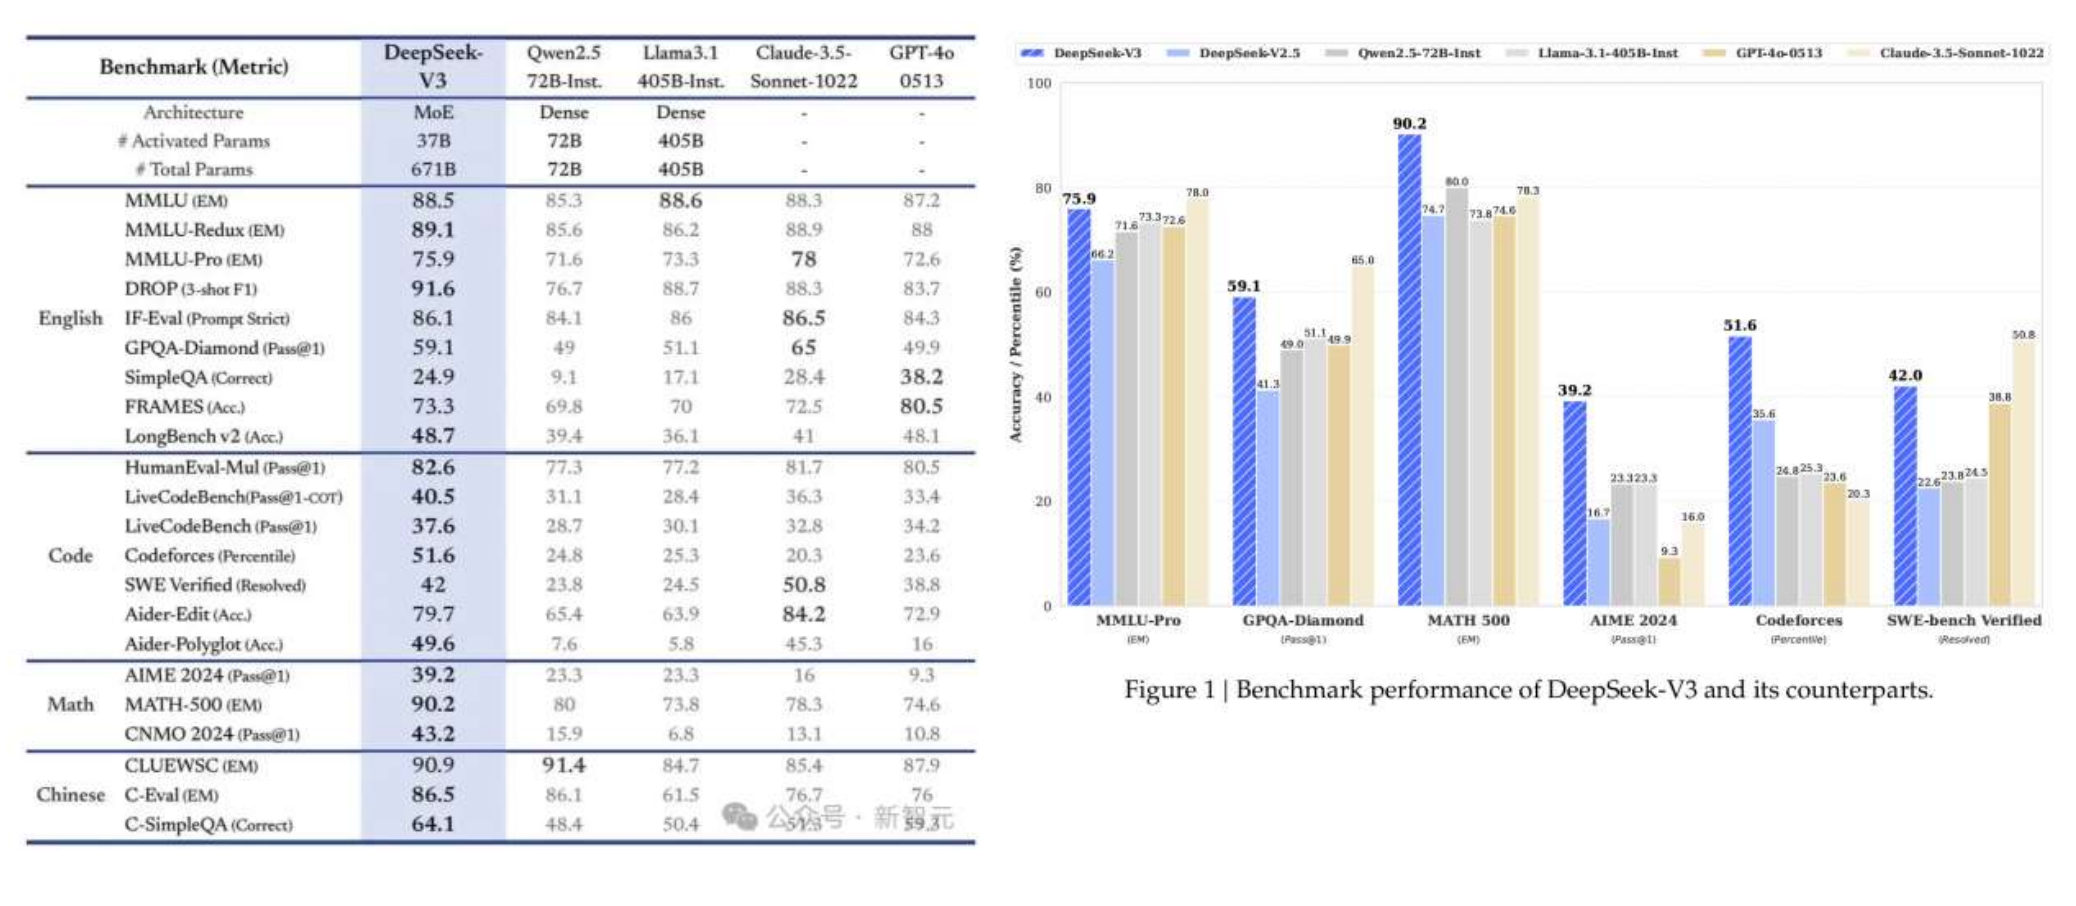 Benchmark (Metric) DeepSeek-V3 Qwen2.5 72B-Inst. Llama3.1 405B-Inst. Claude-3.5-Sonnet-1022 GPT-4o 0513
Architecture MoE Dense Dense - -
# Activated Params 37B 72B 405B - -
# Total Params 671B 72B 405B - -
English
MMLU (EM) 88.5 85.3 88.6 88.3 87.2
MMLU-Redux (EM) 89.1 85.6 86.2 88.9 88
MMLU-Pro (EM) 75.9 71.6 73.3 78 72.6
DROP (3-shot F1) 91.6 76.7 88.7 88.3 83.7
IF-Eval (Prompt Strict) 86.1 84.1 86 86.5 84.3
GPQA-Diamond (Pass@1) 59.1 49 51.1 65 49.9
SimpleQA (Correct) 24.9 9.1 17.1 28.4 38.2
FRAMES (Acc.) 73.3 69.8 70 72.5 80.5
LongBench v2 (Acc.) 48.7 39.4 36.1 41 48.1
Code
HumanEval-Mul (Pass@1) 82.6 77.3 77.2 81.7 80.5
LiveCodeBench(Pass@1-COT) 40.5 31.1 28.4 36.3 33.4
LiveCodeBench (Pass@1) 37.6 28.7 30.1 32.8 34.2
Codeforces (Percentile) 51.6 24.8 25.3 20.3 23.6
SWE Verified (Resolved) 42 23.8 24.5 50.8 38.8
Aider-Edit (Acc.) 79.7 65.4 63.9 84.2 72.9
Aider-Polyglot (Acc.) 49.6 7.6 5.8 45.3 16
Math
AIME 2024 (Pass@1) 39.2 23.3 23.3 16 9.3
MATH-500 (EM) 90.2 80 73.8 78.3 74.6
CNMO 2024 (Pass@1) 43.2 15.9 6.8 13.1 10.8
Chinese
CLUEWSC (EM) 90.9 91.4 84.7 85.4 87.9
C-Eval (EM) 86.5 86.1 61.5 76.7 76
C-SimpleQA (Correct) 64.1 48.4 50.4 51.3 59.3
公众号 · 新智元
DeepSeek-V3 DeepSeek-V2.5 Qwen2.5-72B-Inst Llama-3.1-405B-Inst GPT-4o-0513 Claude-3.5-Sonnet-1022
Accuracy / Percentile (%)
100
80
60
40
20
0
75.9 66.2 71.6 73.3 72.6 78.0
59.1 41.3 49.0 51.1 49.9 65.0
90.2 74.7 80.0 73.8 74.6 78.3
39.2 16.7 23.3 23.3 9.3 16.0
51.6 35.6 24.8 25.3 23.6 20.3
42.0 22.6 23.8 24.5 38.8 50.8
MMLU-Pro GPQA-Diamond MATH 500 AIME 2024 Codeforces SWE-bench Verified
(EM) (Pass@1) (EM) (Pass@1) (Percentile) (Resolved)
Figure 1 | Benchmark performance of DeepSeek-V3 and its counterparts.